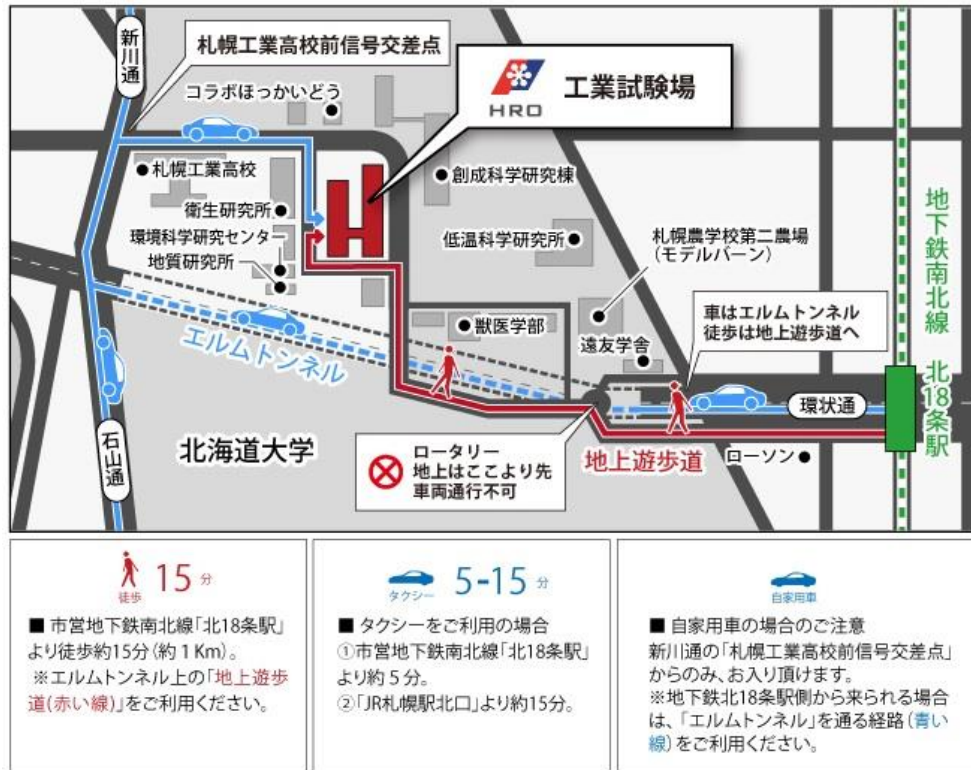 新川通
札幌工業高校前信号交差点
HRO
工業試験場
コラボほっかいどう
札幌工業高校
創成科学研究棟
衛生研究所
環境科学研究センター
地質研究所
低温科学研究所
札幌農学校第二農場
(モデルバーン)
地下鉄南北線 北18条駅
エルムトンネル
獣医学部
遠友学舎
車はエルムトンネル
徒歩は地上遊歩道へ
環状通
石山通
北海道大学
ロータリー
地上はここより先
車両通行不可
地上遊歩道
ローソン
徒歩
15分
■ 市営地下鉄南北線「北18条駅」
より徒歩約15分(約1Km)。
※エルムトンネル上の「地上遊歩
道(赤い線)」をご利用ください。
タクシー
5-15分
■ タクシーをご利用の場合
①市営地下鉄南北線「北18条駅」
より約5分。
②「JR札幌駅北口」より約15分。
自家用車
■ 自家用車の場合のご注意
新川通の「札幌工業高校前信号交差点」
からのみ、お入り頂けます。
※地下鉄北18条駅側から来られる場合
は、「エルムトンネル」を通る経路(青い
線)をご利用ください。